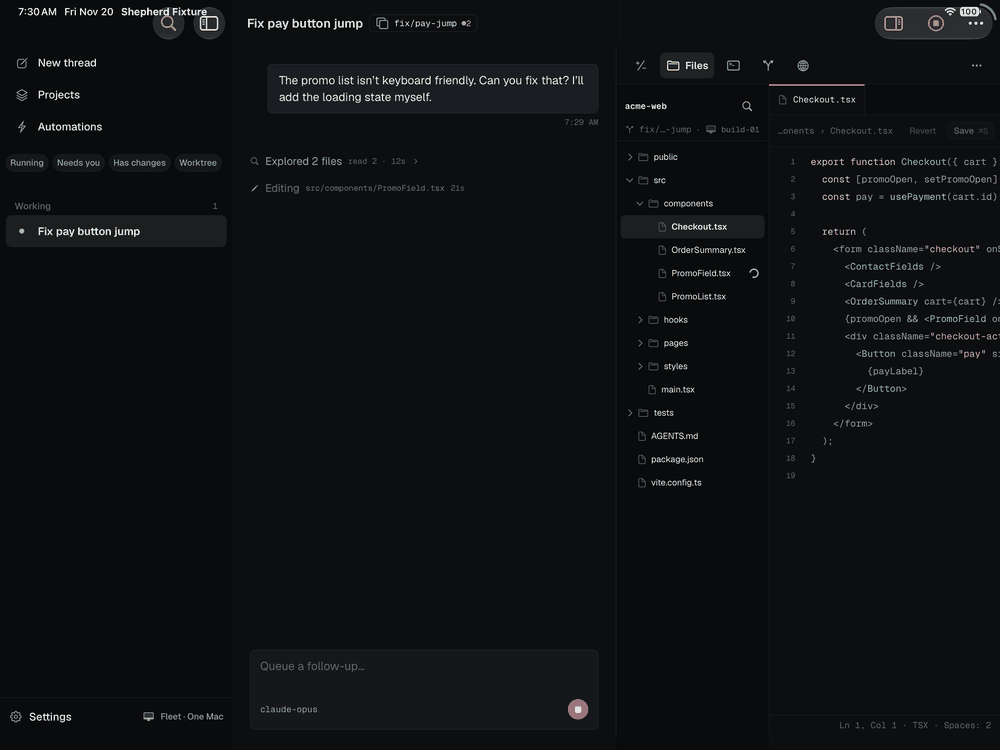 7:30 AM Fri Nov 20 Shepherd Fixture
100
New thread
Projects
Automations
Running Needs you Has changes Worktree
Working 1
Fix pay button jump
Settings
Fleet · One Mac
Fix pay button jump
fix/pay-jump 2
The promo list isn't keyboard friendly. Can you fix that? I'll
add the loading state myself.
7:29 AM
Explored 2 files read 2 · 12s
Editing src/components/PromoField.tsx 21s
Queue a follow-up…
claude-opus
Files
acme-web
fix/…-jump · build-01
public
src
components
Checkout.tsx
OrderSummary.tsx
PromoField.tsx
PromoList.tsx
hooks
pages
styles
main.tsx
tests
AGENTS.md
package.json
vite.config.ts
Checkout.tsx
…onents › Checkout.tsx Revert Save ⌘S
1 export function Checkout({ cart }
2 const [promoOpen, setPromoOpen]
3 const pay = usePayment(cart.id)
4
5 return (
6 <form className="checkout" onS
7 <ContactFields />
8 <CardFields />
9 <OrderSummary cart={cart} />
10 {promoOpen && <PromoField on
11 <div className="checkout-act
12 <Button className="pay" si
13 {payLabel}
14 </Button>
15 </div>
16 </form>
17 );
18 }
19
Ln 1, Col 1 · TSX · Spaces: 2